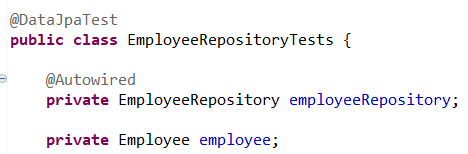 @DataJpaTest
public class EmployeeRepositoryTests {
@Autowired
private EmployeeRepository employeeRepository;
private Employee employee;